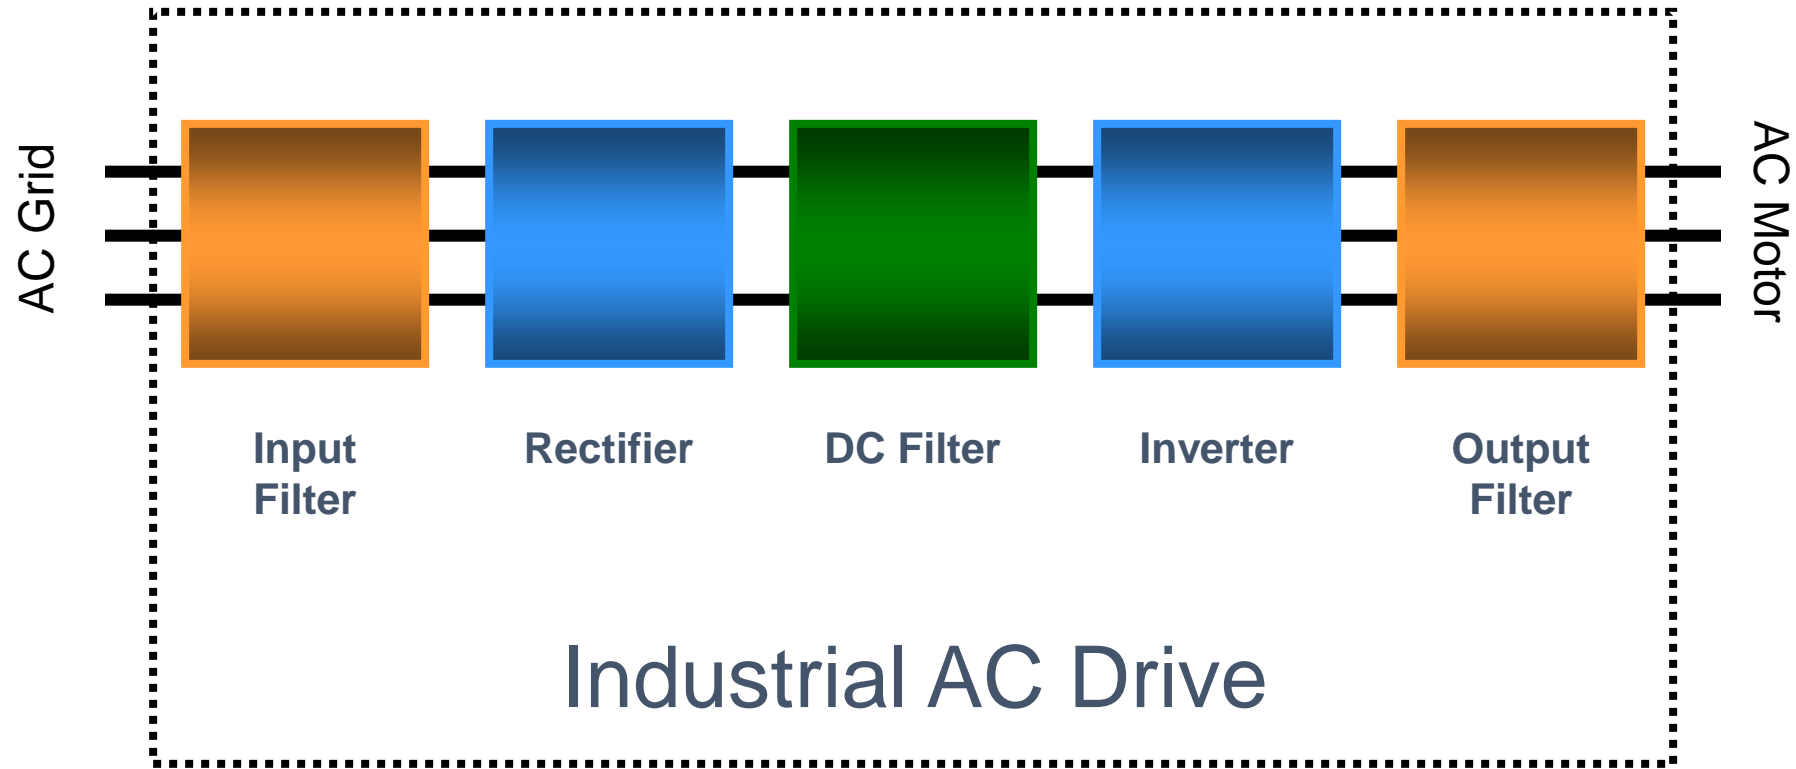 AC Grid
AC Motor
Input
Filter
Rectifier
DC Filter
Inverter
Output
Filter
Industrial AC Drive